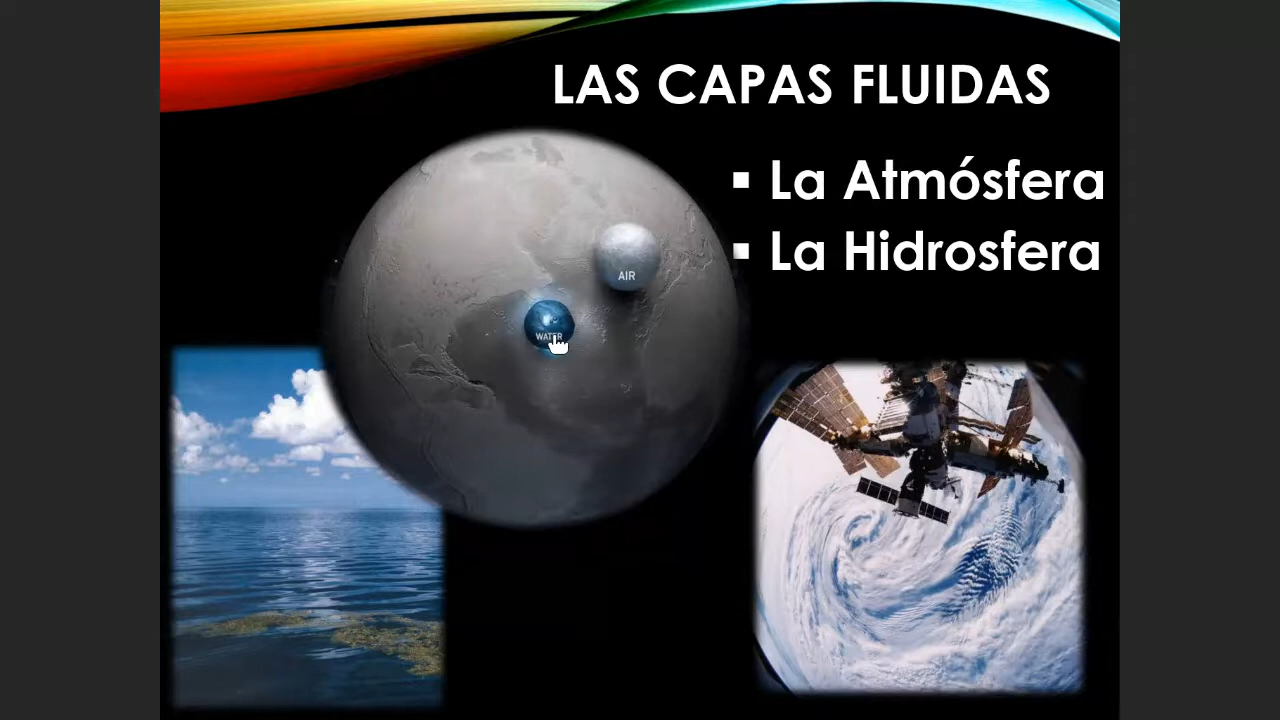 LAS CAPAS FLUIDAS
▪ La Atmósfera
▪ La Hidrosfera
AIR
WATER